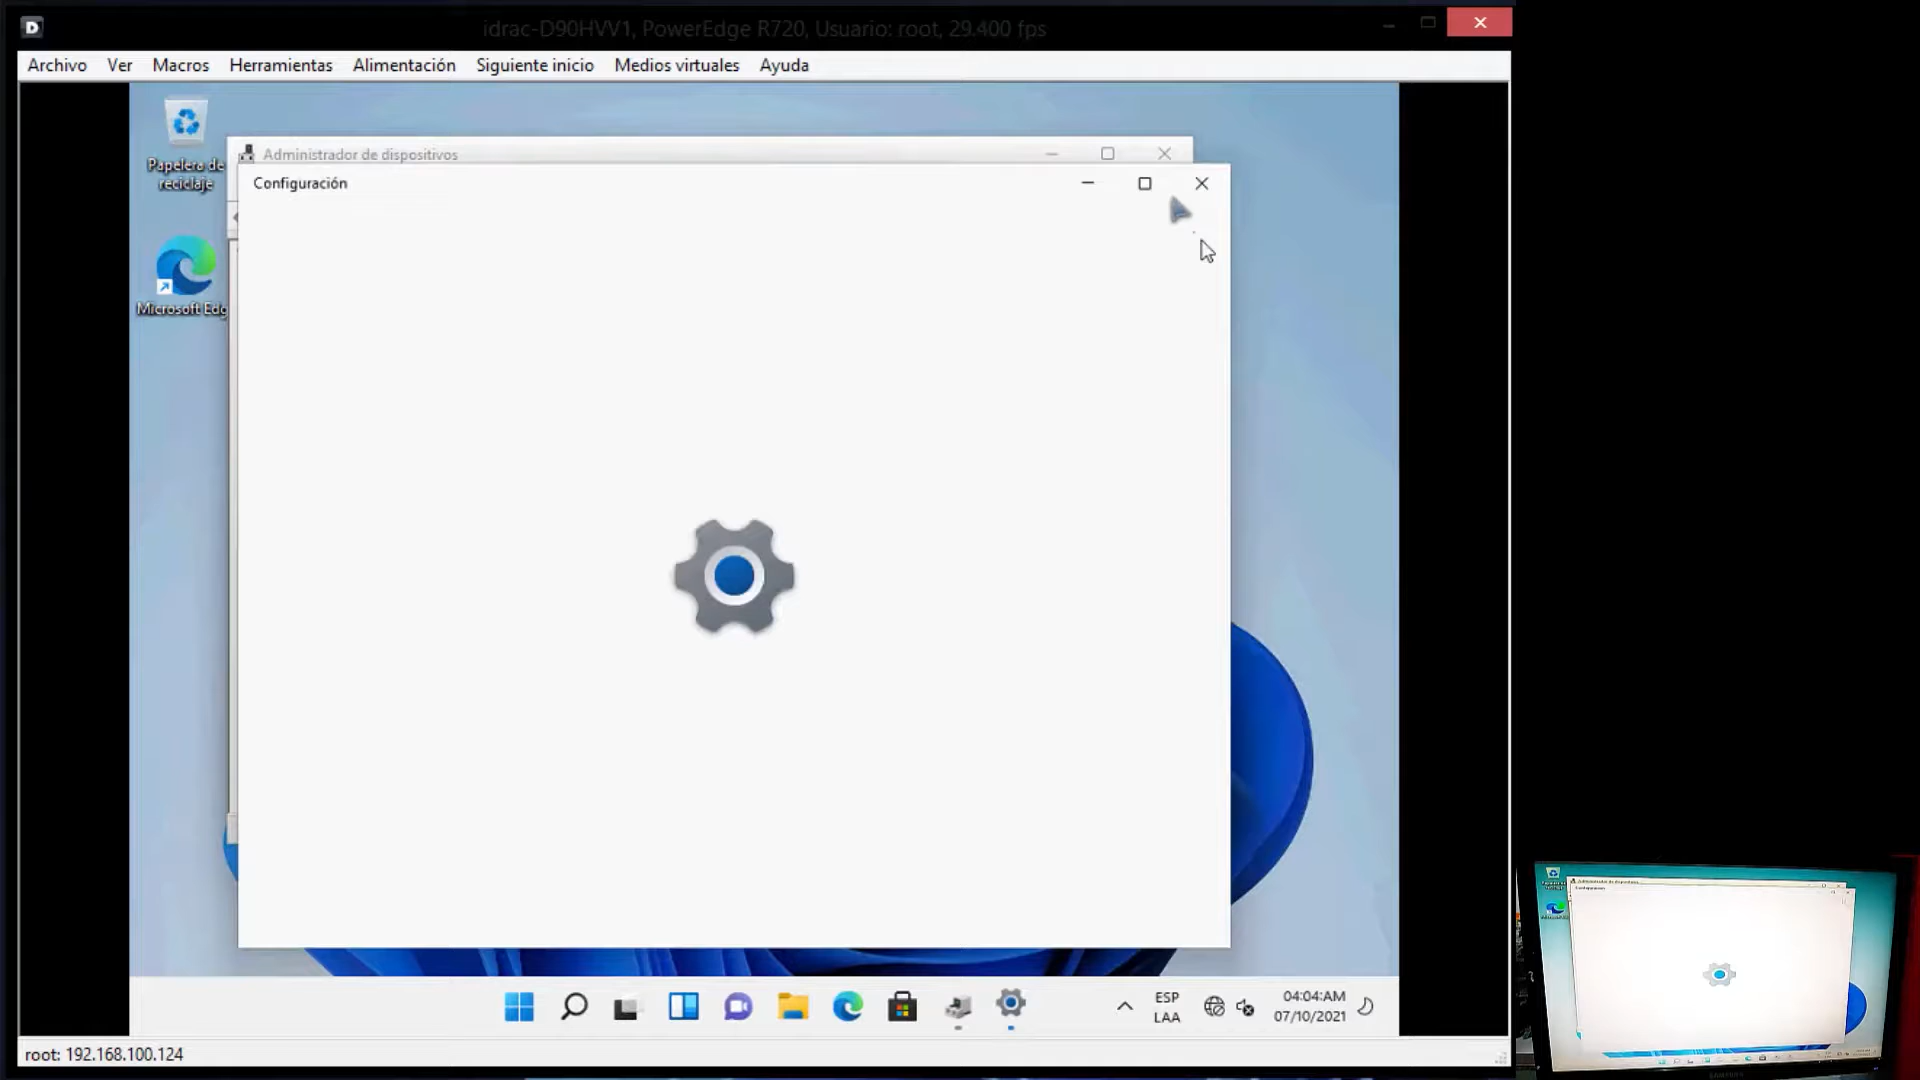 idrac-D90HVV1, PowerEdge R720, Usuario: root, 29.400 fps
Archivo Ver Macros Herramientas Alimentación Siguiente inicio Medios virtuales Ayuda
Papelera de
reciclaje
Administrador de dispositivos
Configuración
Microsoft Edg
ESP
LAA
04:04:AM
07/10/2021
root: 192.168.100.124